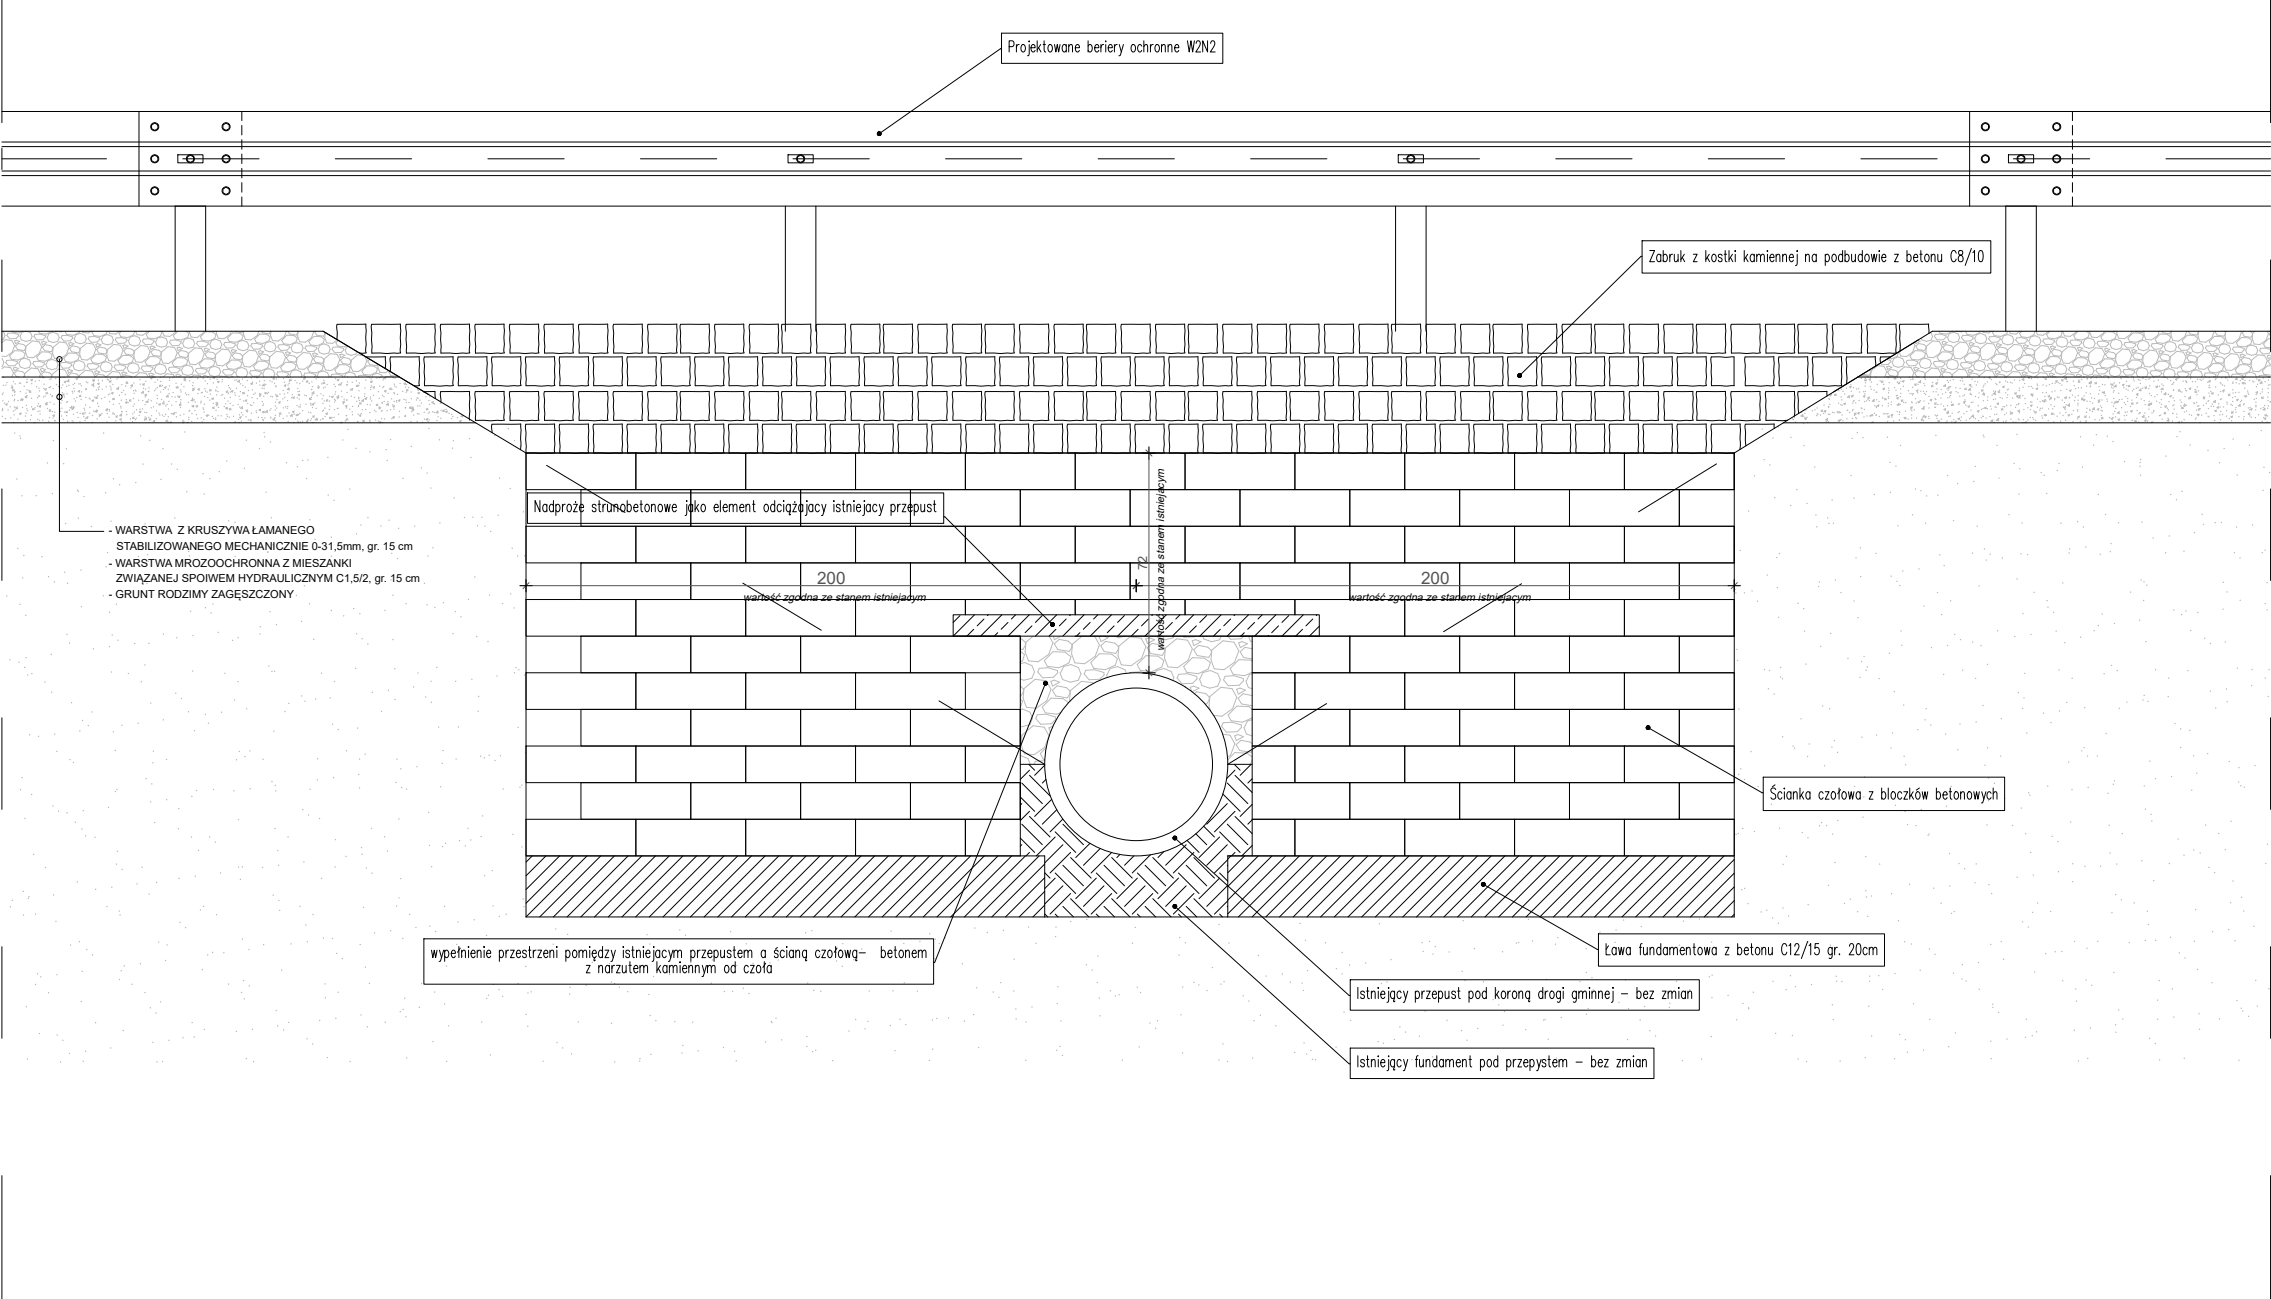 Projektowane beriery ochronne W2N2
Zabruk z kostki kamiennej na podbudowie z betonu C8/10
Nadproże strunobetonowe jako element odciążajacy istniejacy przepust
- WARSTWA Z KRUSZYWA ŁAMANEGO
STABILIZOWANEGO MECHANICZNIE 0-31,5mm, gr. 15 cm
- WARSTWA MROZOOCHRONNA Z MIESZANKI
ZWIĄZANEJ SPOIWEM HYDRAULICZNYM C1,5/2, gr. 15 cm
- GRUNT RODZIMY ZAGĘSZCZONY
200
wartość zgodna ze stanem istniejacym
72
wartość zgodna ze stanem istniejacym
200
wartość zgodna ze stanem istniejacym
Ścianka czołowa z bloczków betonowych
wypełnienie przestrzeni pomiędzy istniejacym przepustem a ścianą czołową– betonem
z narzutem kamiennym od czoła
Ława fundamentowa z betonu C12/15 gr. 20cm
Istniejący przepust pod koroną drogi gminnej – bez zmian
Istniejący fundament pod przepystem – bez zmian